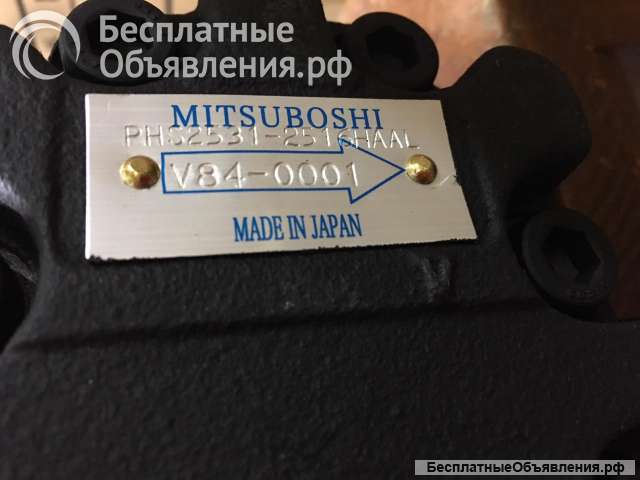 Бесплатные
Объявления.рф
MITSUBOSHI
PHS2531-2516HAAL
V84-0001
MADE IN JAPAN
БесплатныеОбъявления.рф